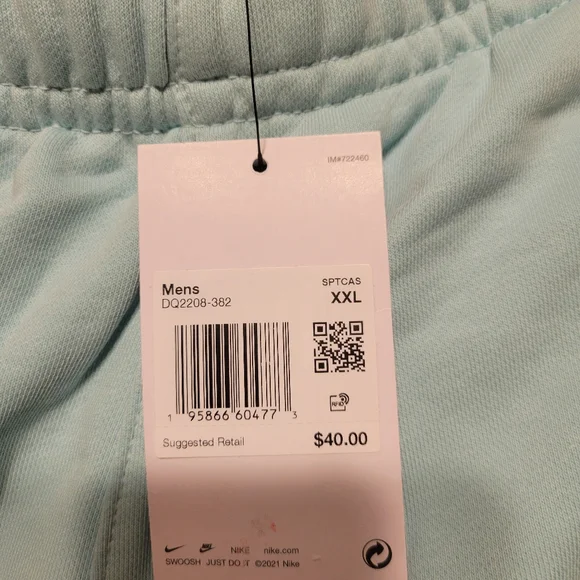 IM#722460
Mens SPTCAS
DQ2208-382 XXL
RFID
1 95866 60477 3
Suggested Retail $40.00
NIKE nike.com
SWOOSH JUST DO IT ©2021 Nike